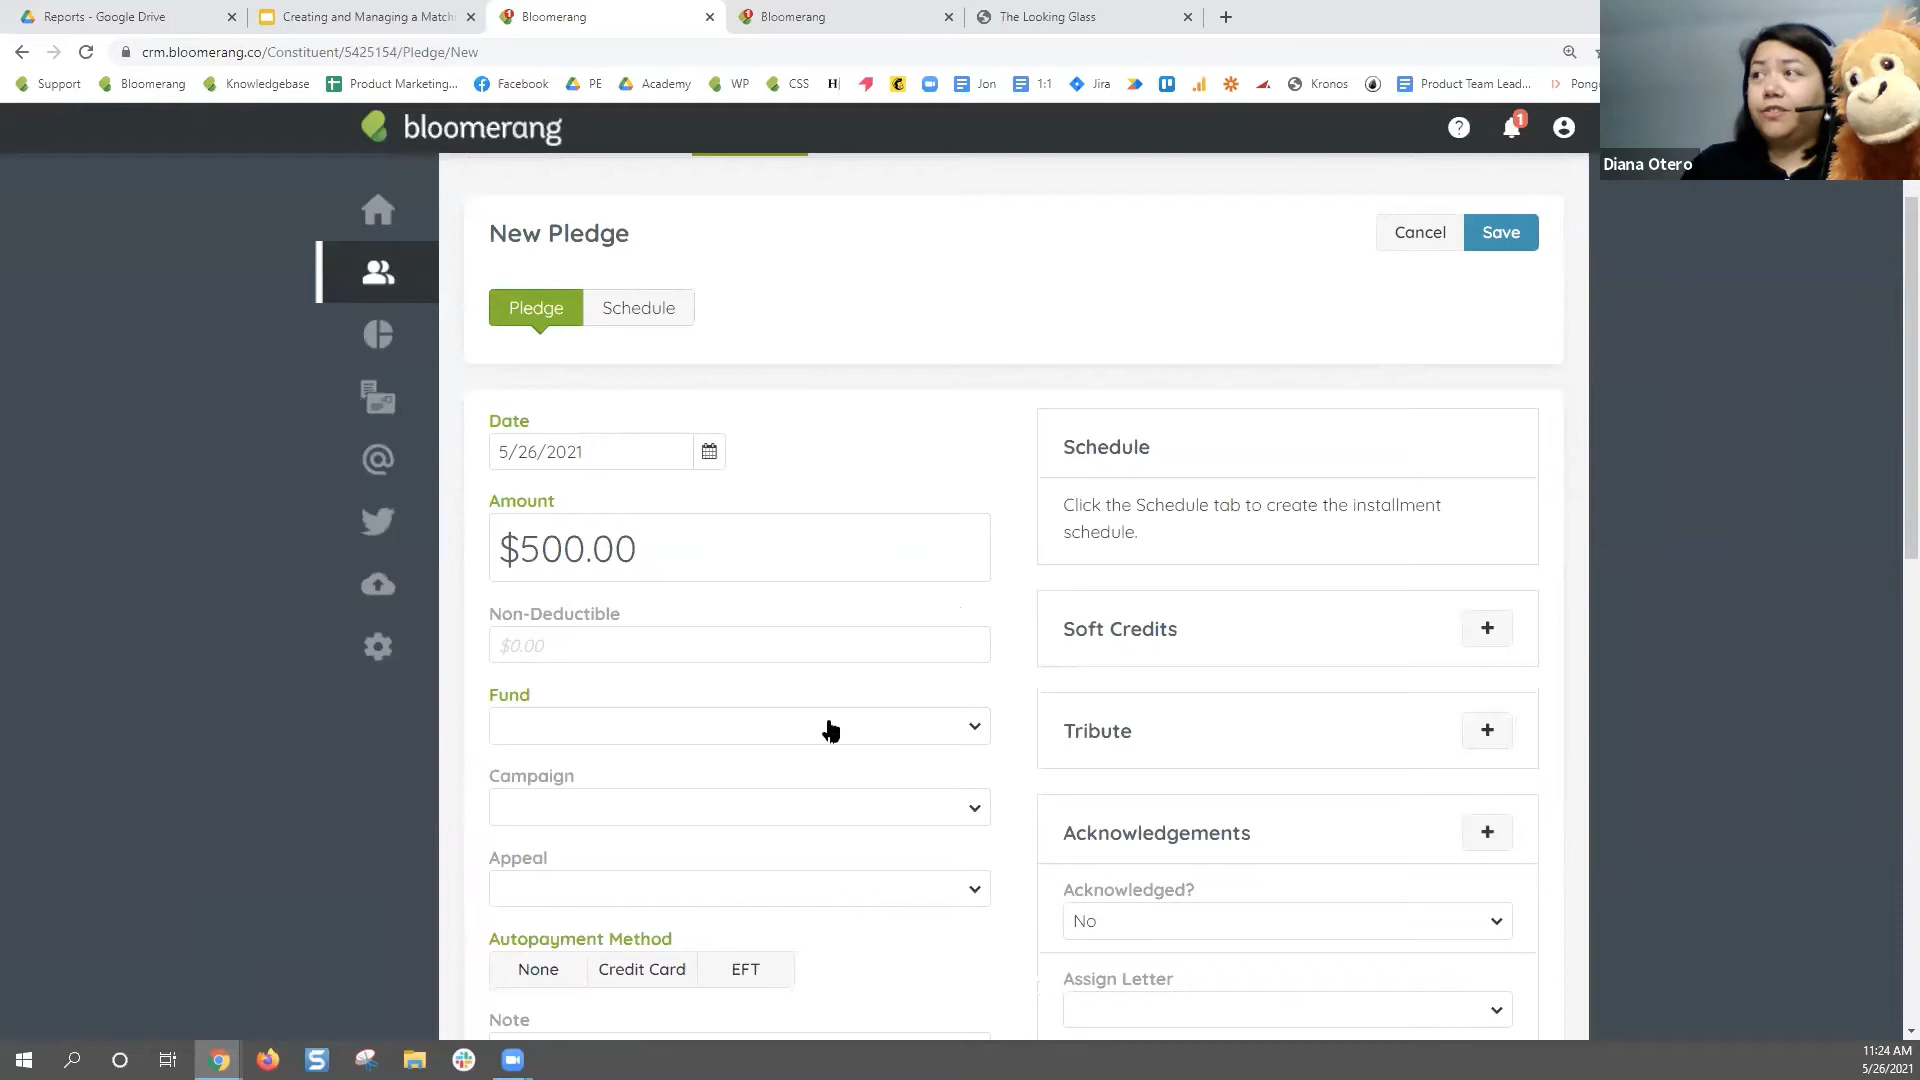 Reports - Google Drive
Creating and Managing a Matchi
Bloomerang
Bloomerang
The Looking Glass
crm.bloomerang.co/Constituent/5425154/Pledge/New
Support
Bloomerang
Knowledgebase
Product Marketing...
Facebook
PE
Academy
WP
CSS
Jon
1:1
Jira
Kronos
Product Team Lead...
Pong
bloomerang
1
Diana Otero
New Pledge
Cancel
Save
Pledge
Schedule
Date
5/26/2021
Amount
$500.00
Non-Deductible
$0.00
Fund
Campaign
Appeal
Autopayment Method
None
Credit Card
EFT
Note
Schedule
Click the Schedule tab to create the installment
schedule.
Soft Credits
+
Tribute
+
Acknowledgements
+
Acknowledged?
No
Assign Letter
11:24 AM
5/26/2021